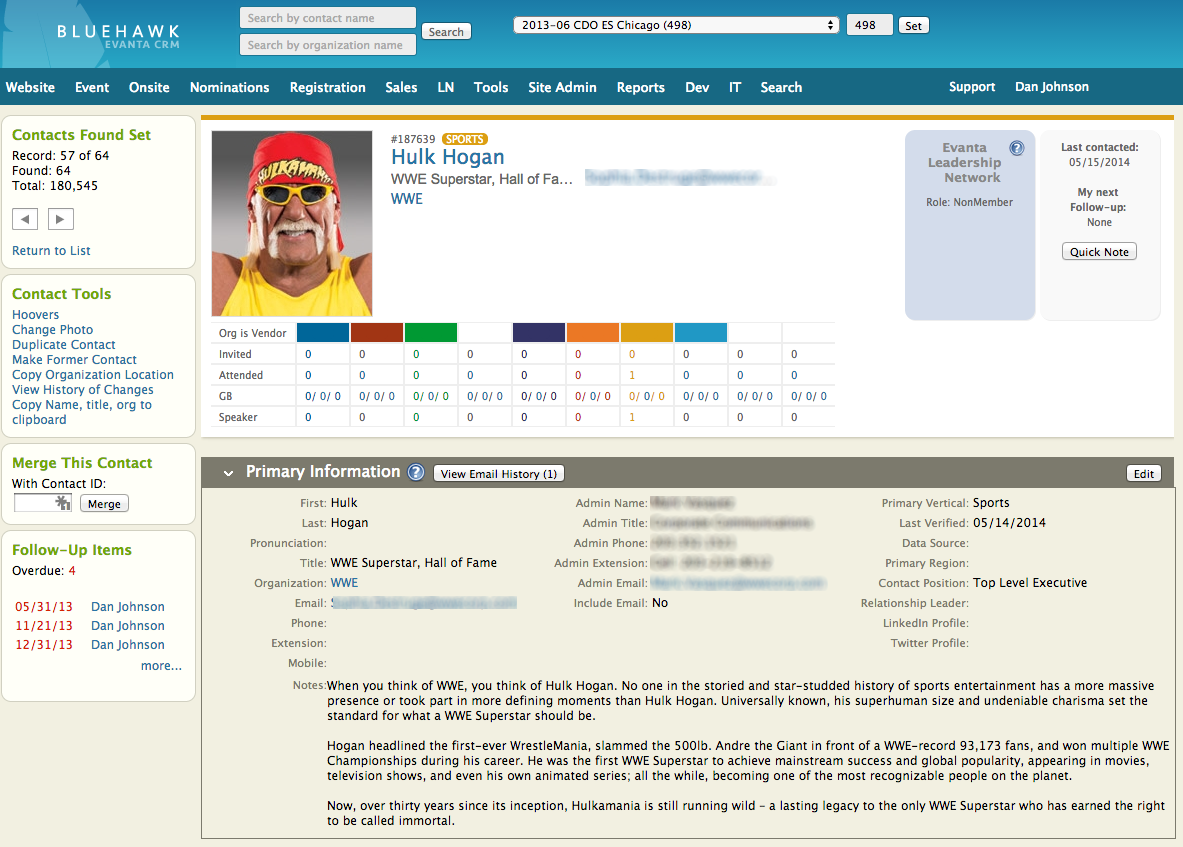 BLUEHAWK
EVANTA CRM
Search by contact name
Search by organization name
Search
2013-06 CDO ES Chicago (498)
498
Set
Website Event Onsite Nominations Registration Sales LN Tools Site Admin Reports Dev IT Search Support Dan Johnson
Contacts Found Set
Record: 57 of 64
Found: 64
Total: 180,545
Return to List
Contact Tools
Hoovers
Change Photo
Duplicate Contact
Make Former Contact
Copy Organization Location
View History of Changes
Copy Name, title, org to
clipboard
Merge This Contact
With Contact ID:
Merge
Follow-Up Items
Overdue: 4
05/31/13 Dan Johnson
11/21/13 Dan Johnson
12/31/13 Dan Johnson
more...
HULKAMANIA
#187639 SPORTS
Hulk Hogan
WWE Superstar, Hall of Fa...
WWE
Evanta
Leadership
Network
?
Role: NonMember
Last contacted:
05/15/2014
My next
Follow-up:
None
Quick Note
Org is Vendor
Invited 0 0 0 0 0 0 0 0 0 0
Attended 0 0 0 0 0 0 1 0 0 0
GB 0/ 0/ 0 0/ 0/ 0 0/ 0/ 0 0/ 0/ 0 0/ 0/ 0 0/ 0/ 0 0/ 0/ 0 0/ 0/ 0 0/ 0/ 0 0/ 0/ 0
Speaker 0 0 0 0 0 0 1 0 0 0
Primary Information ? View Email History (1) Edit
First: Hulk
Last: Hogan
Pronunciation:
Title: WWE Superstar, Hall of Fame
Organization: WWE
Email:
Phone:
Extension:
Mobile:
Admin Name:
Admin Title:
Admin Phone:
Admin Extension:
Admin Email:
Include Email: No
Primary Vertical: Sports
Last Verified: 05/14/2014
Data Source:
Primary Region:
Contact Position: Top Level Executive
Relationship Leader:
LinkedIn Profile:
Twitter Profile:
Notes: When you think of WWE, you think of Hulk Hogan. No one in the storied and star-studded history of sports entertainment has a more massive
presence or took part in more defining moments than Hulk Hogan. Universally known, his superhuman size and undeniable charisma set the
standard for what a WWE Superstar should be.
Hogan headlined the first-ever WrestleMania, slammed the 500lb. Andre the Giant in front of a WWE-record 93,173 fans, and won multiple WWE
Championships during his career. He was the first WWE Superstar to achieve mainstream success and global popularity, appearing in movies,
television shows, and even his own animated series; all the while, becoming one of the most recognizable people on the planet.
Now, over thirty years since its inception, Hulkamania is still running wild – a lasting legacy to the only WWE Superstar who has earned the right
to be called immortal.